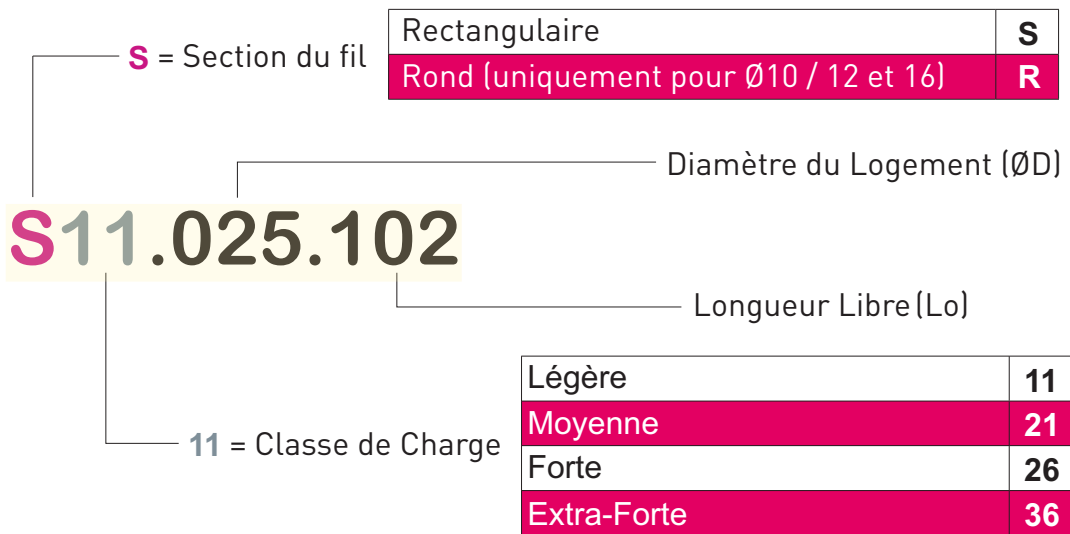 S = Section du fil
Rectangulaire S
Rond (uniquement pour Ø10 / 12 et 16) R
Diamètre du Logement (ØD)
S11.025.102
Longueur Libre (Lo)
11 = Classe de Charge
Légère 11
Moyenne 21
Forte 26
Extra-Forte 36